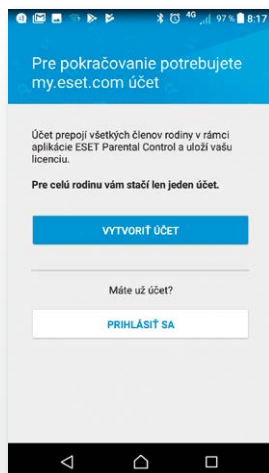 4G 97 % 8:17
Pre pokračovanie potrebujete
my.eset.com účet
Účet prepojí všetkých členov rodiny v rámci
aplikácie ESET Parental Control a uloží vašu
licenciu.
Pre celú rodinu vám stačí len jeden účet.
VYTVORIŤ ÚČET
Máte už účet?
PRIHLÁSIŤ SA